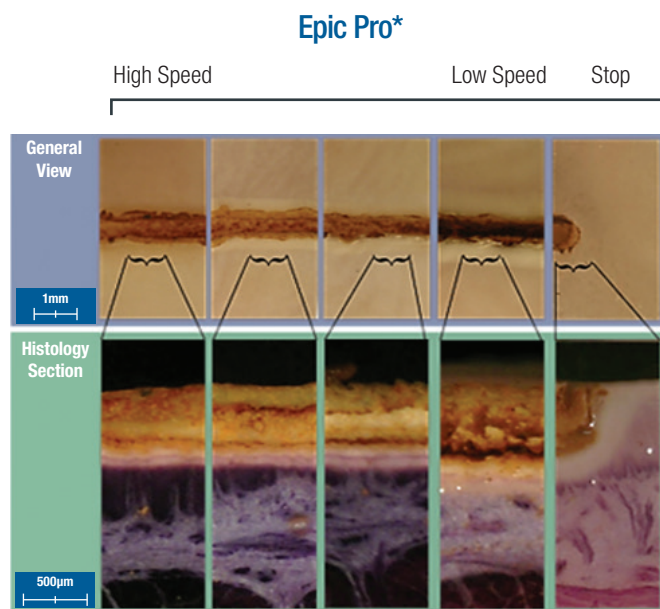 Epic Pro*
High Speed
Low Speed
Stop
General
View
1mm
Histology
Section
500µm